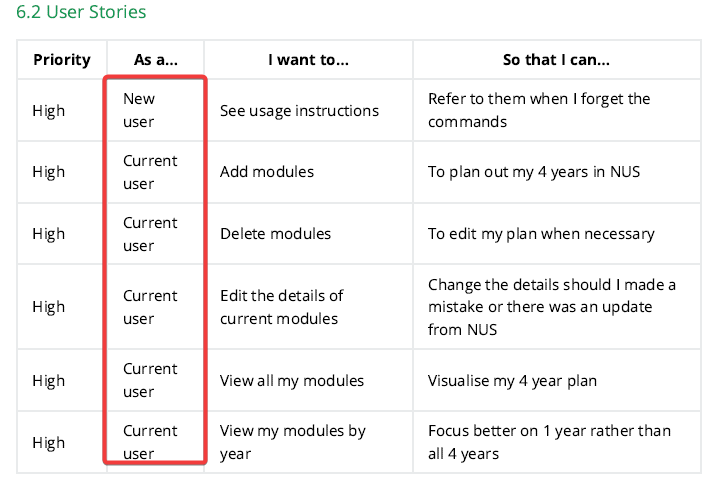 6.2 User Stories
Priority As a... I want to... So that I can...
High New user See usage instructions Refer to them when I forget the commands
High Current user Add modules To plan out my 4 years in NUS
High Current user Delete modules To edit my plan when necessary
High Current user Edit the details of current modules Change the details should I made a mistake or there was an update from NUS
High Current user View all my modules Visualise my 4 year plan
High Current user View my modules by year Focus better on 1 year rather than all 4 years